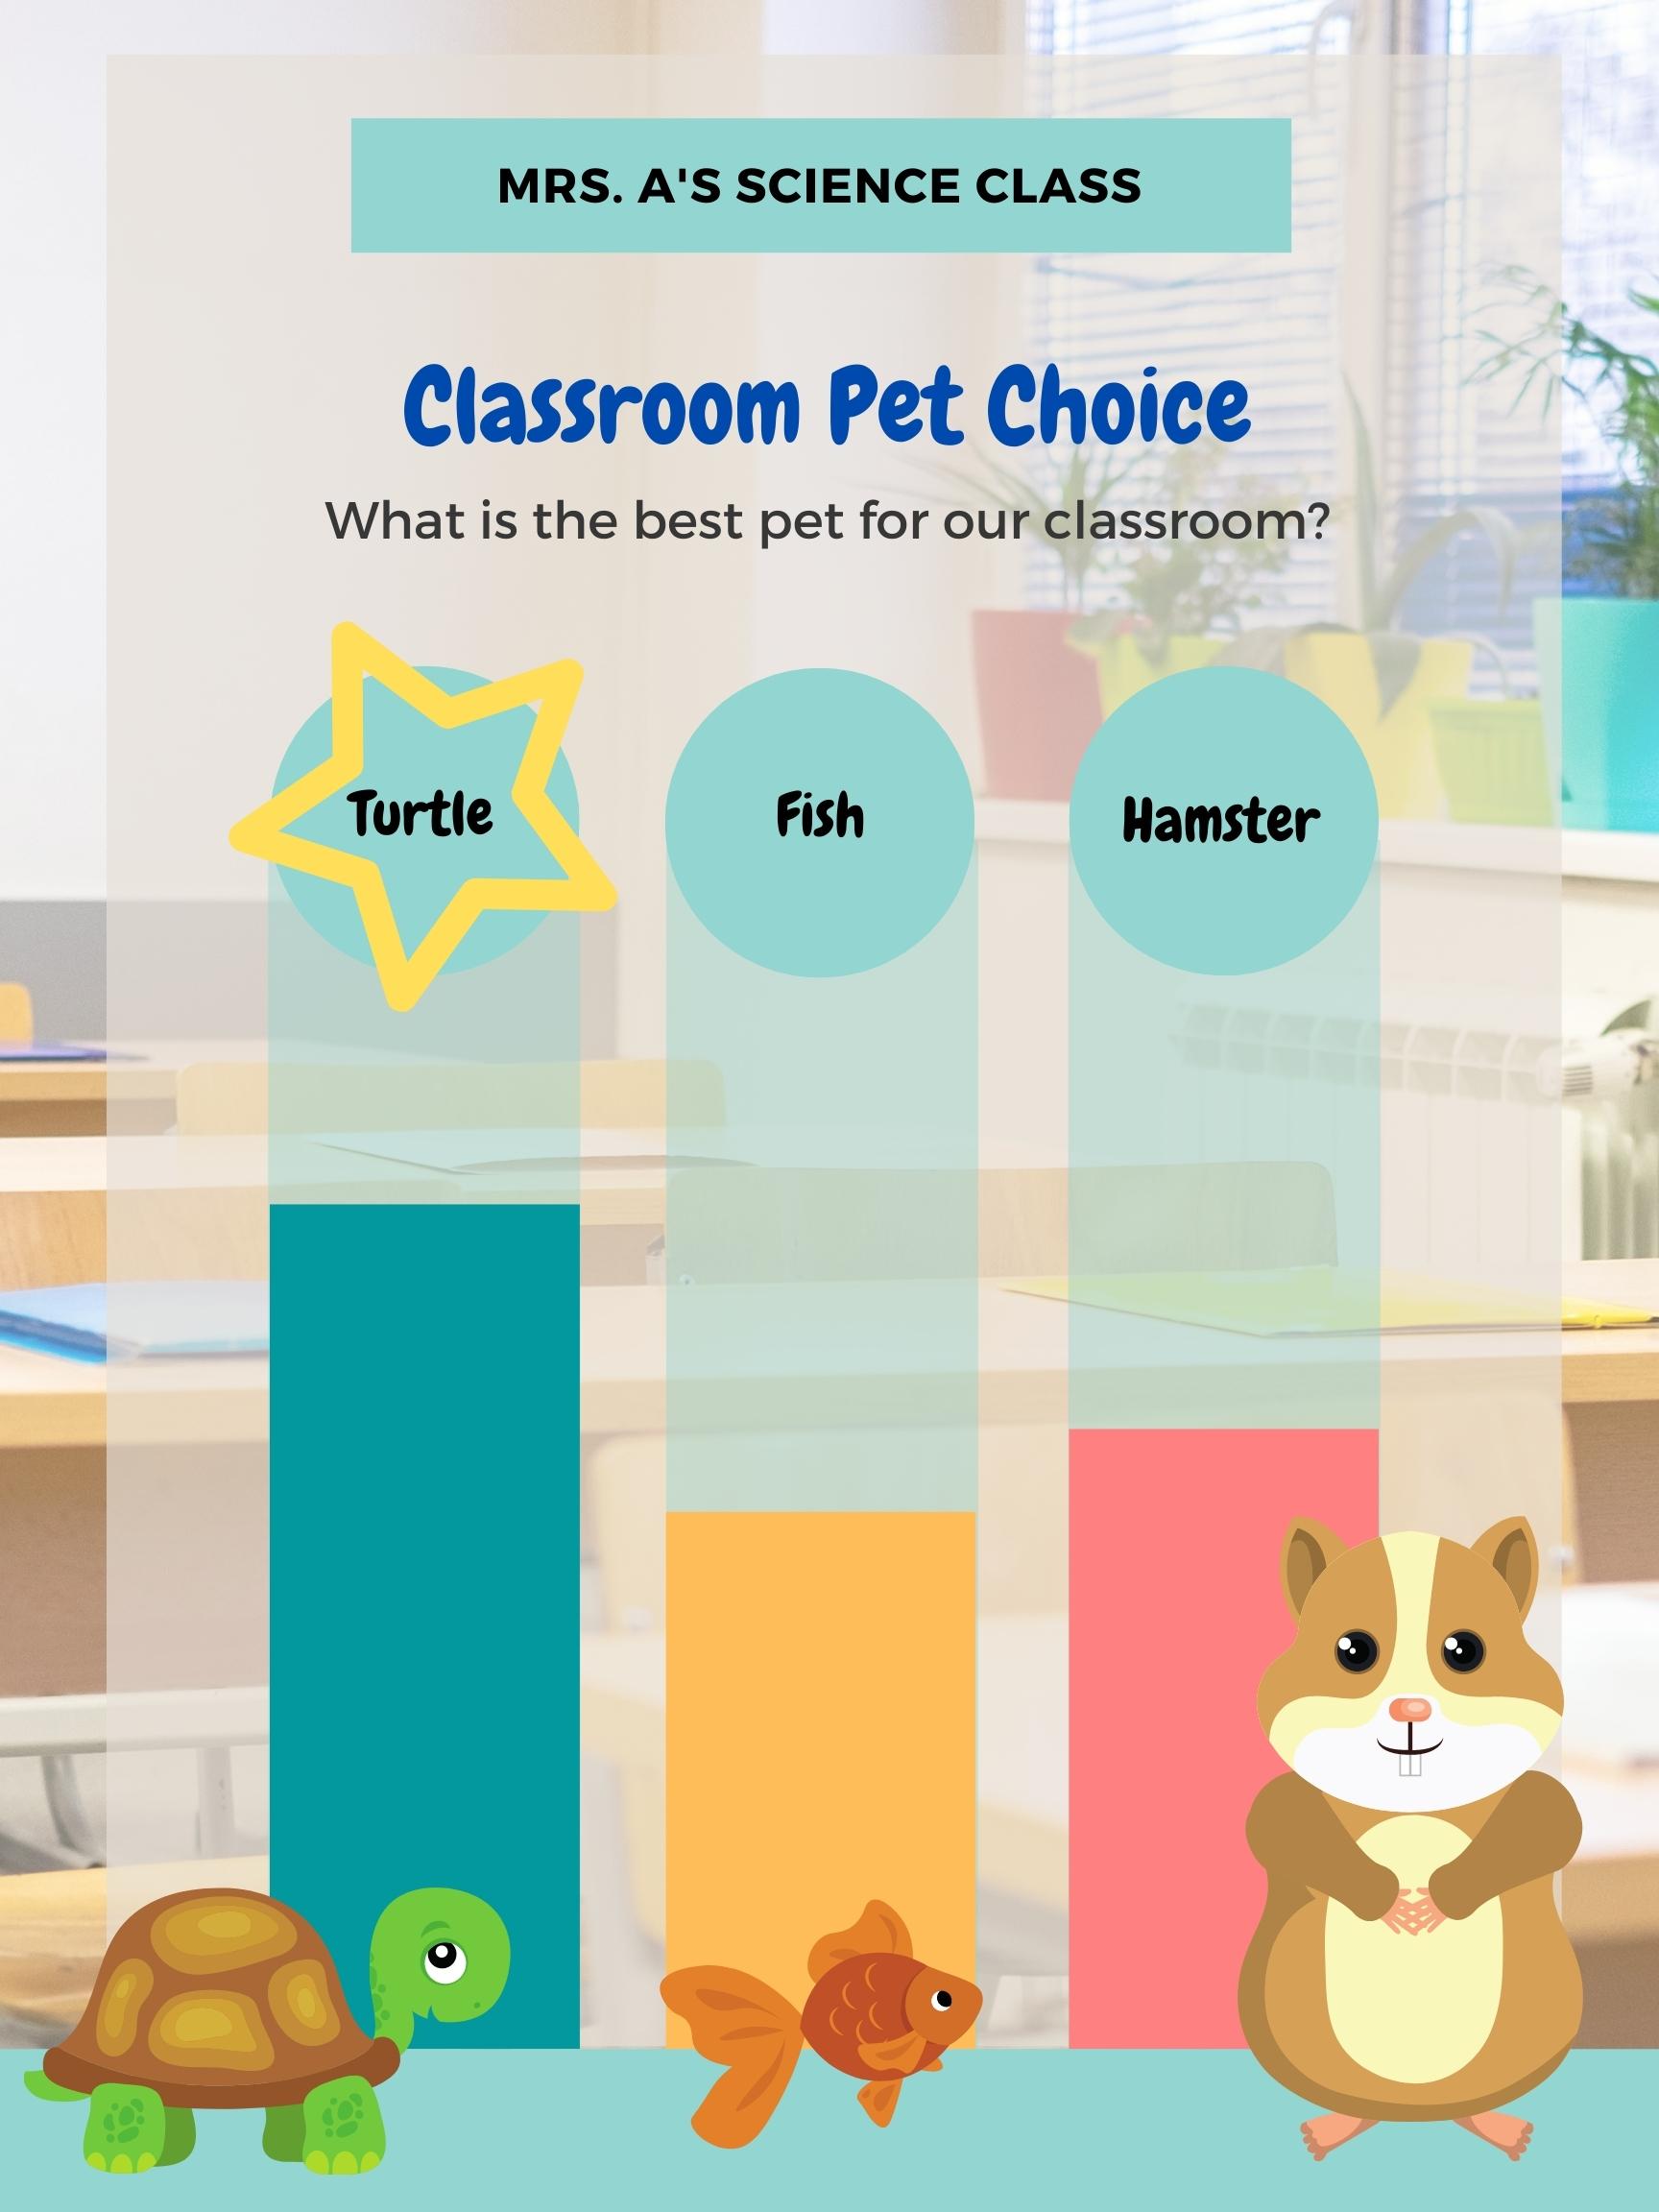 MRS. A'S SCIENCE CLASS
Classroom Pet Choice
What is the best pet for our classroom?
Turtle
Fish
Hamster